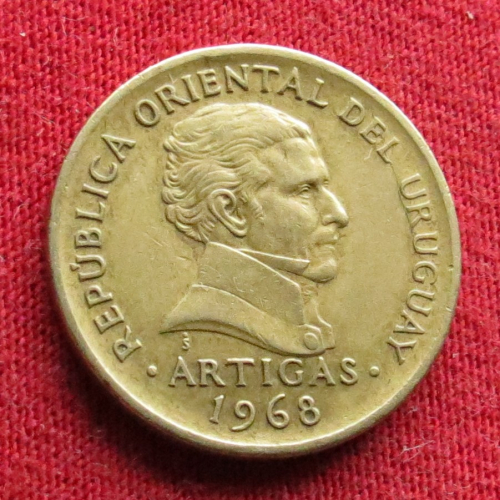 REPÚBLICA ORIENTAL DEL URUGUAY
S
· ARTIGAS ·
1968